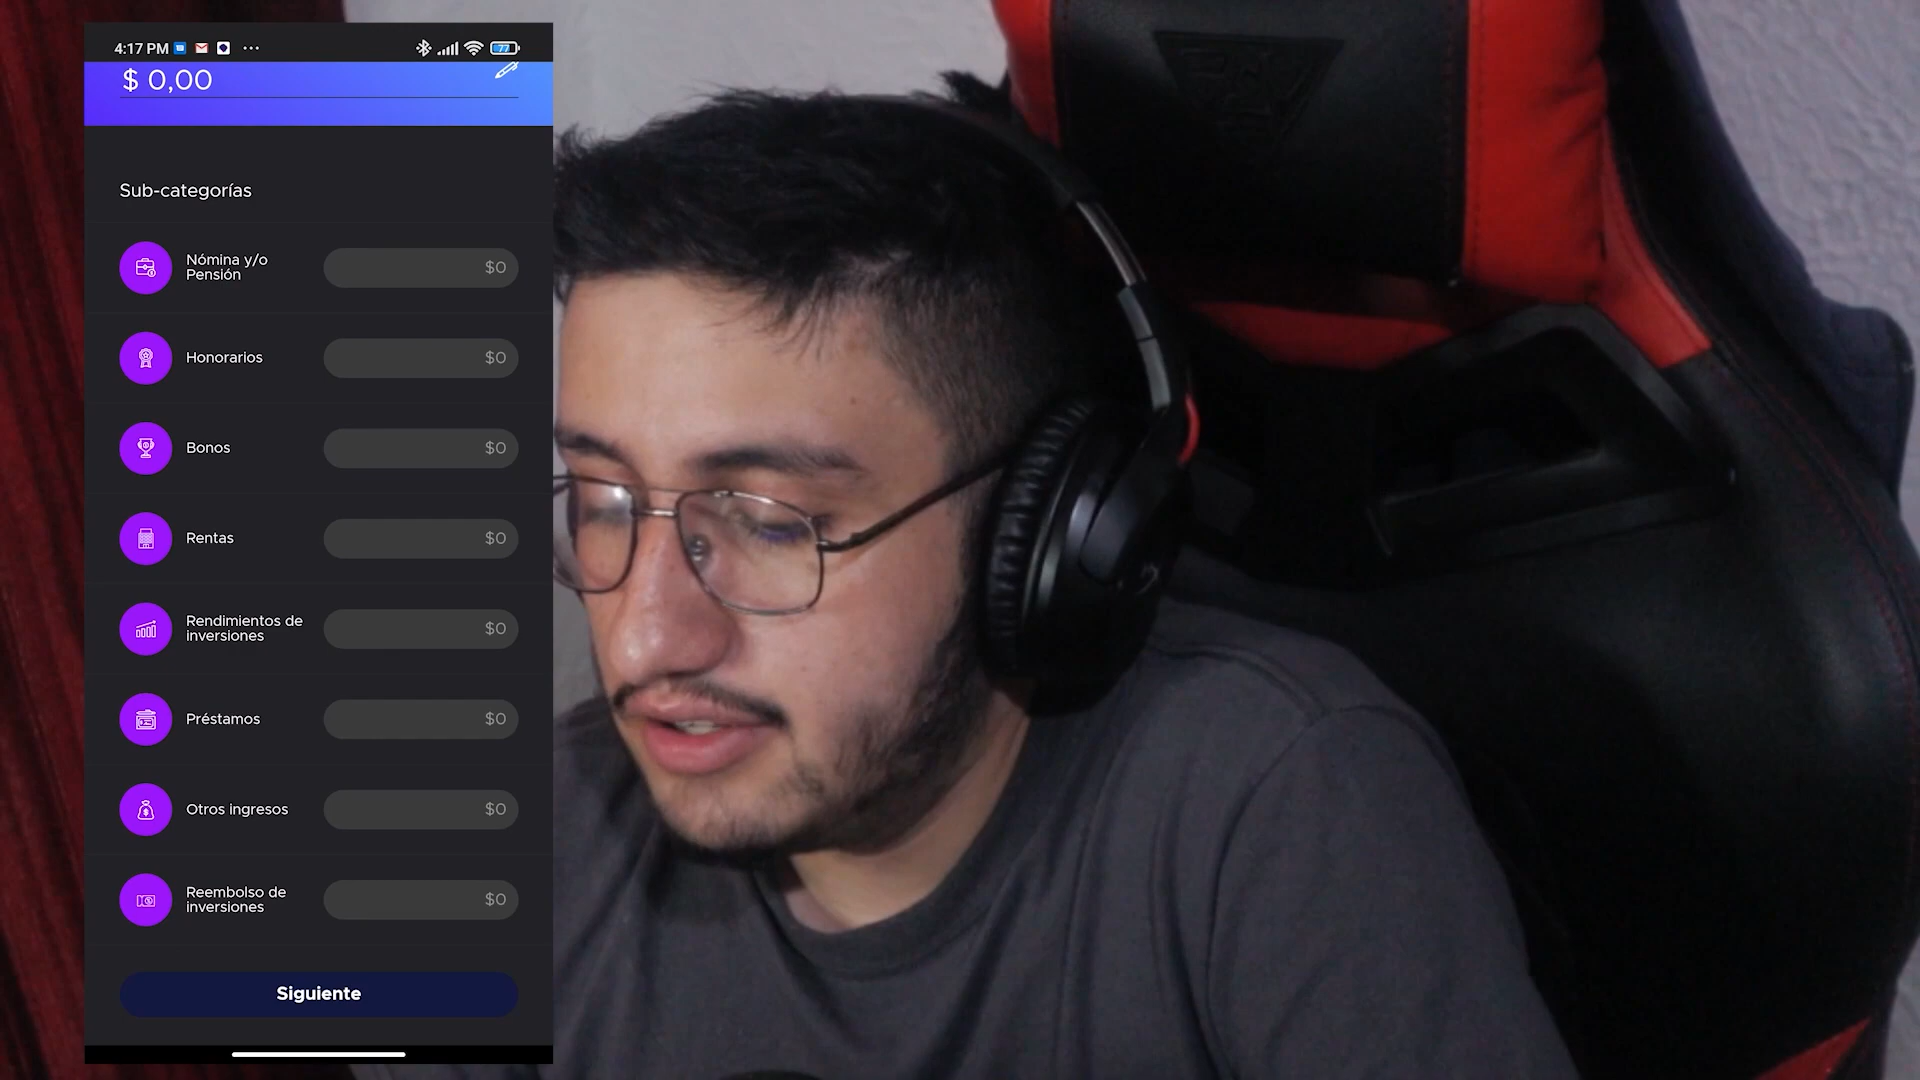 4:17 PM
77
$ 0,00
Sub-categorías
Nómina y/o
Pensión
$0
Honorarios
$0
Bonos
$0
Rentas
$0
Rendimientos de
inversiones
$0
Préstamos
$0
Otros ingresos
$0
Reembolso de
inversiones
$0
Siguiente